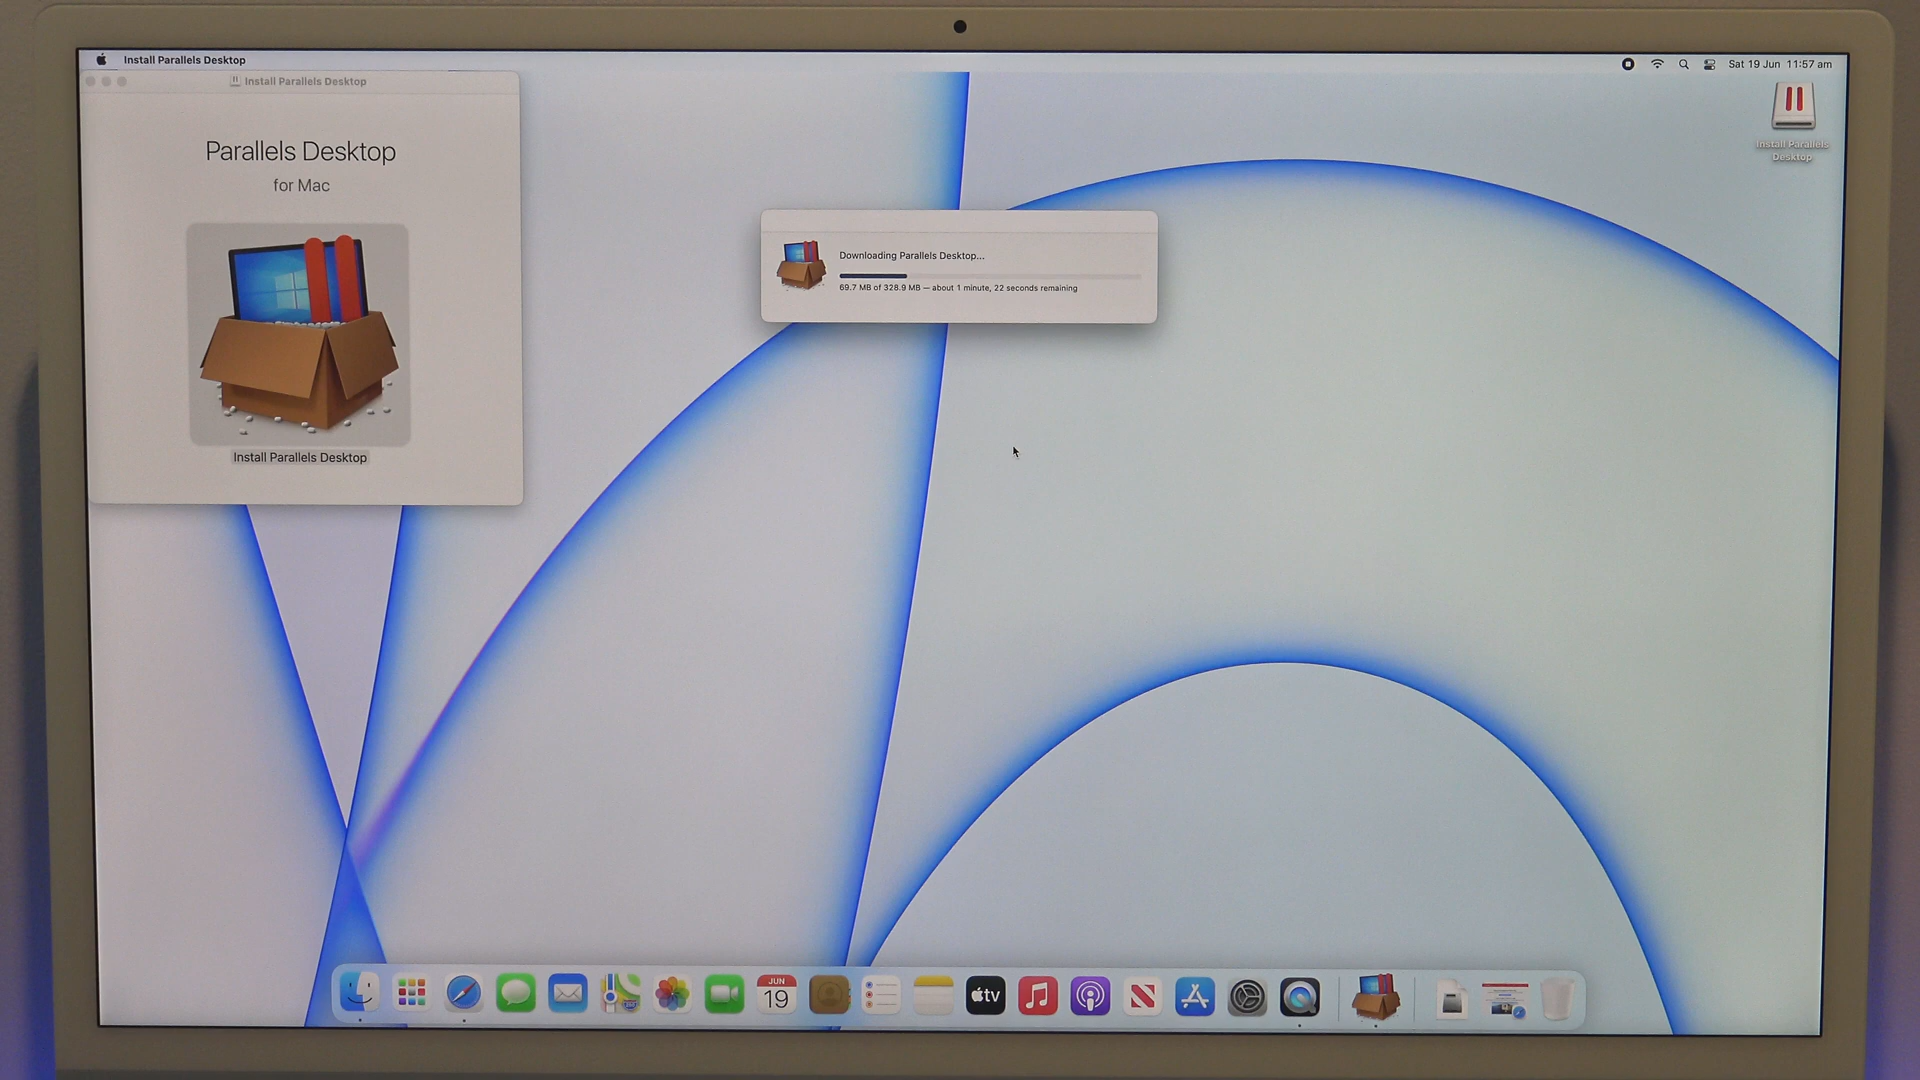 Install Parallels Desktop
Sat 19 Jun 11:57 am
Install Parallels Desktop
Parallels Desktop
for Mac
Install Parallels Desktop
Downloading Parallels Desktop...
69.7 MB of 328.9 MB — about 1 minute, 22 seconds remaining
Install Parallels
Desktop
JUN
19
tv